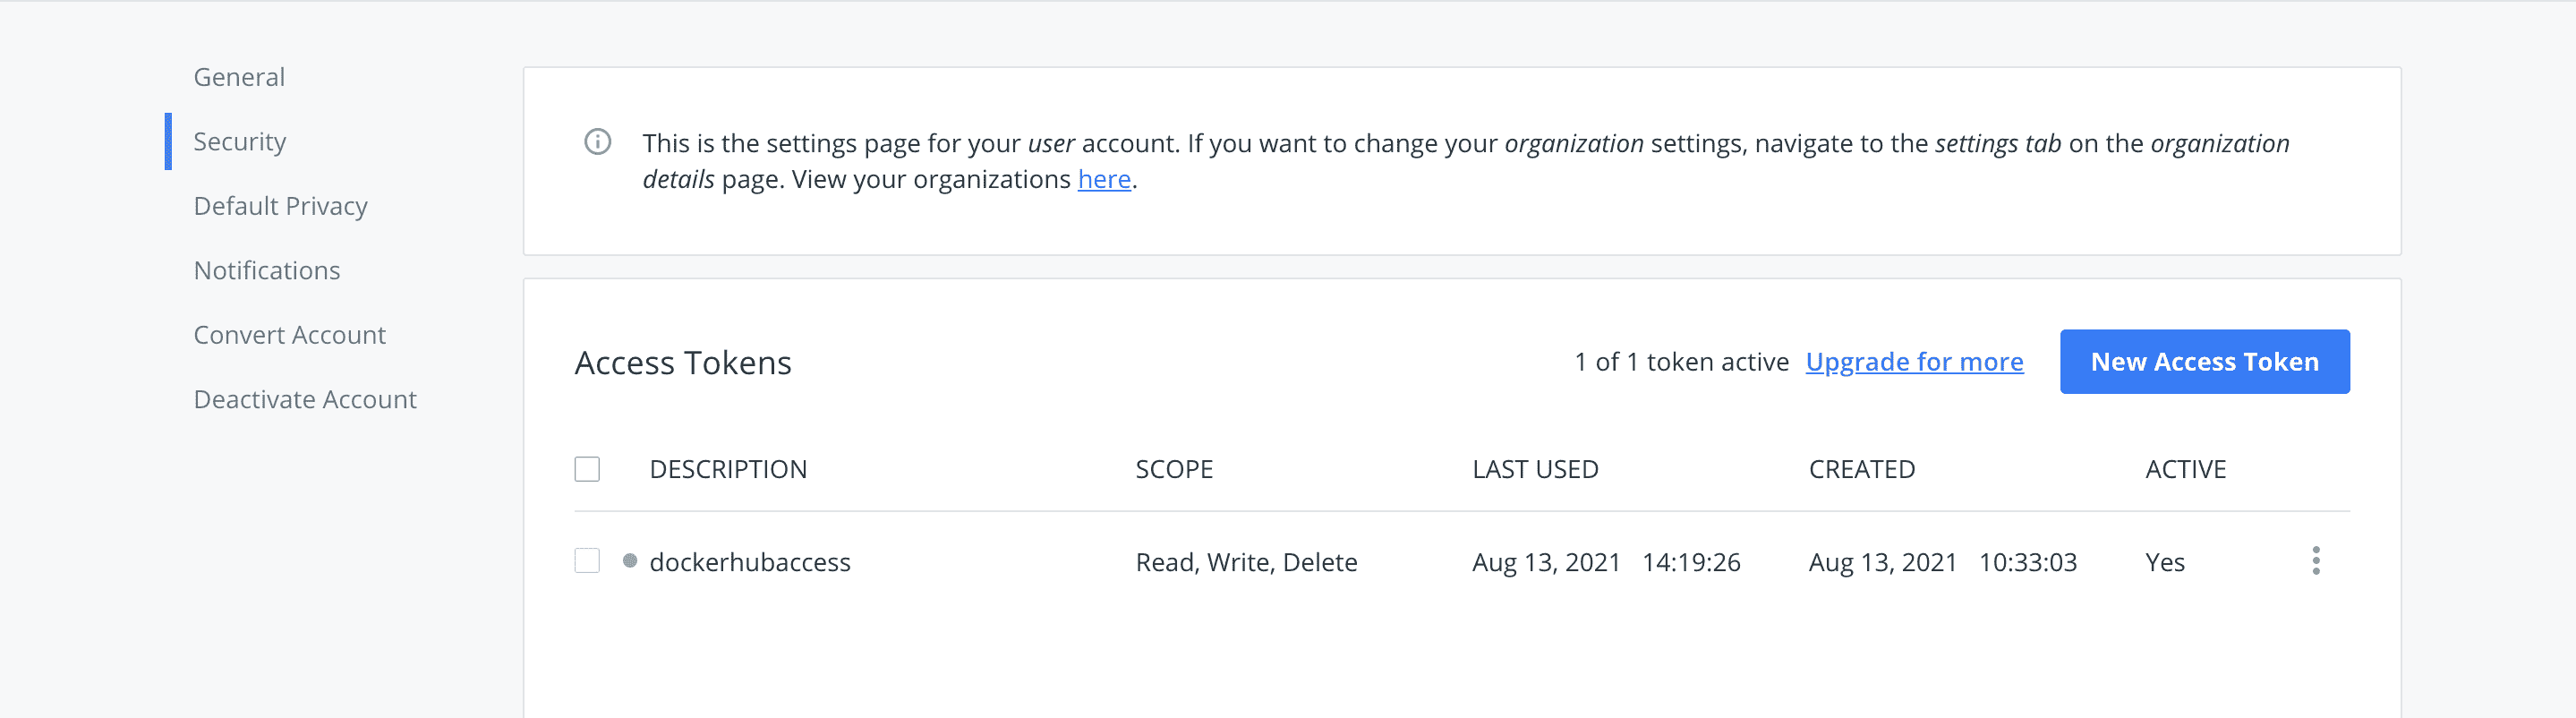 General
Security
Default Privacy
Notifications
Convert Account
Deactivate Account
This is the settings page for your user account. If you want to change your organization settings, navigate to the settings tab on the organization
details page. View your organizations here.
Access Tokens
1 of 1 token active Upgrade for more New Access Token
DESCRIPTION SCOPE LAST USED CREATED ACTIVE
dockerhubaccess Read, Write, Delete Aug 13, 2021 14:19:26 Aug 13, 2021 10:33:03 Yes